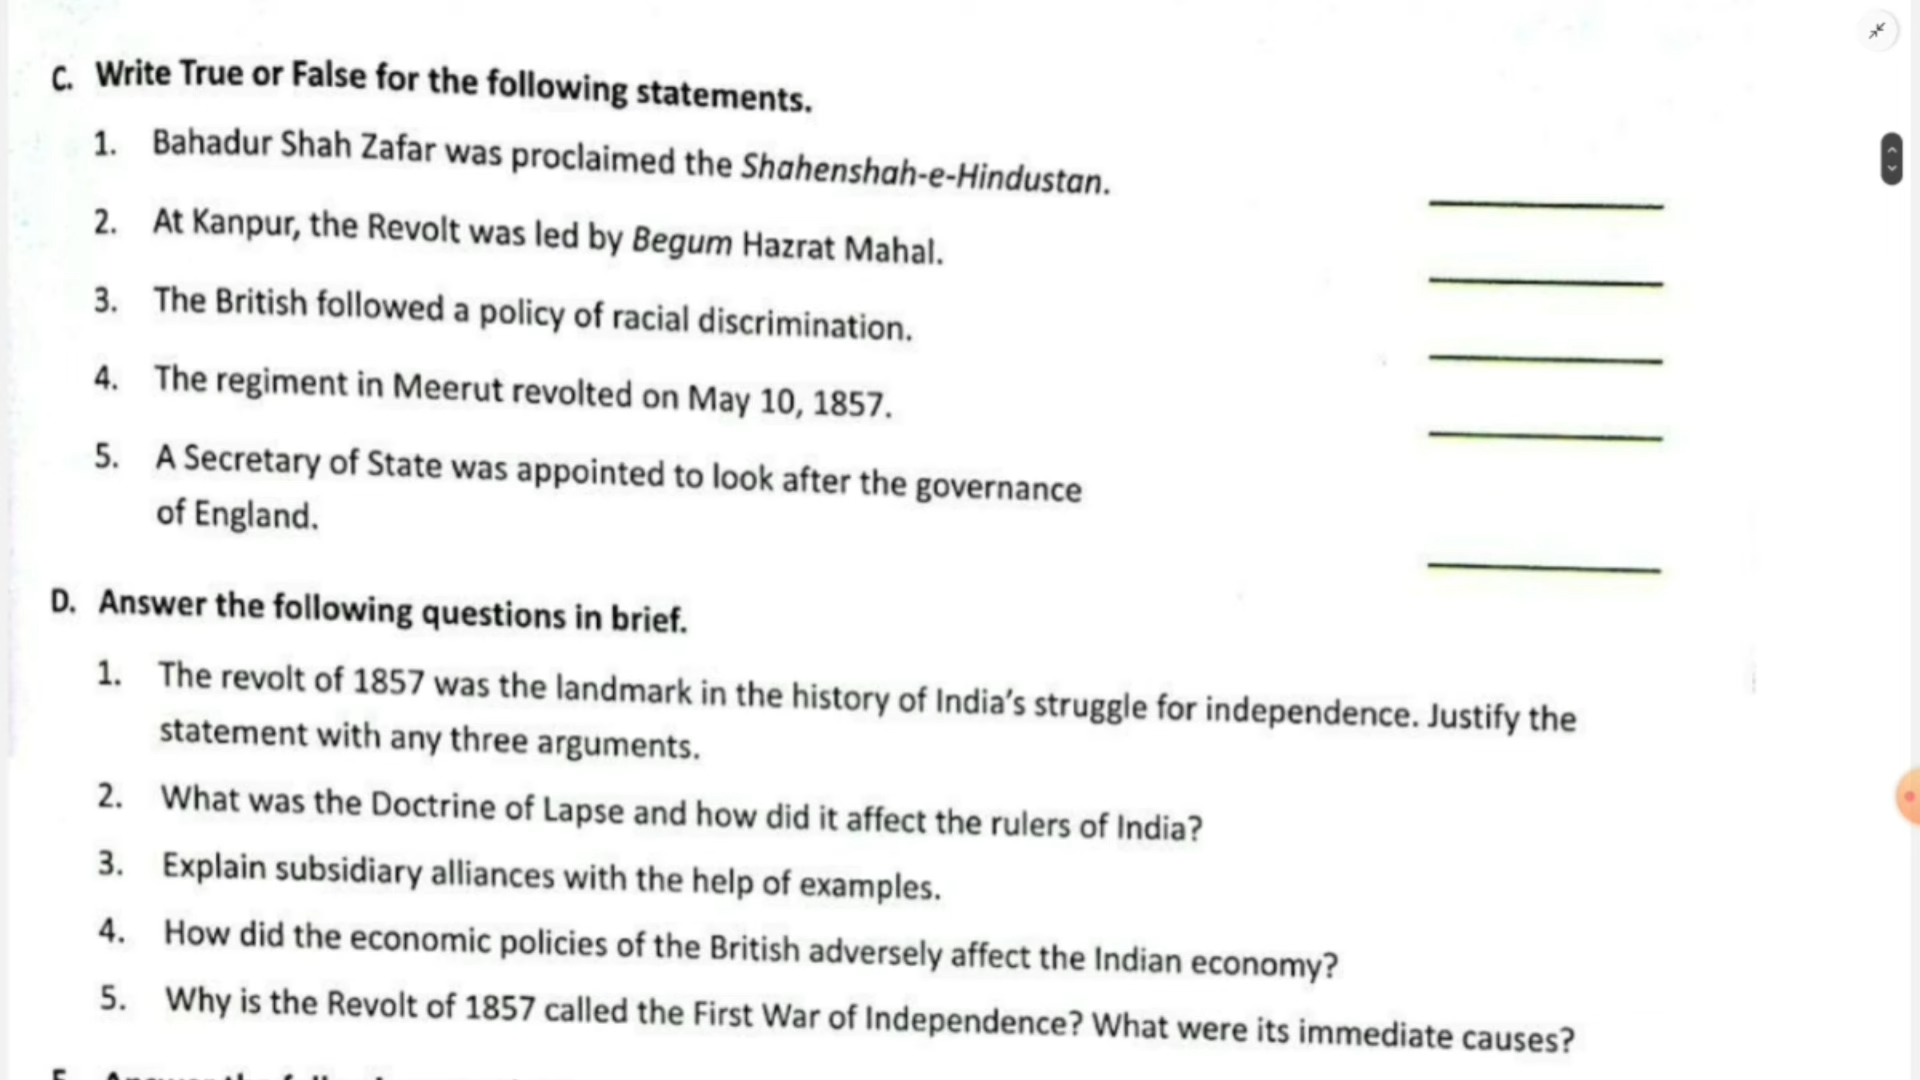 C. Write True or False for the following statements.
1. Bahadur Shah Zafar was proclaimed the Shahenshah-e-Hindustan.
2. At Kanpur, the Revolt was led by Begum Hazrat Mahal.
3. The British followed a policy of racial discrimination.
4. The regiment in Meerut revolted on May 10, 1857.
5. A Secretary of State was appointed to look after the governance
of England.
D. Answer the following questions in brief.
1. The revolt of 1857 was the landmark in the history of India's struggle for independence. Justify the
statement with any three arguments.
2. What was the Doctrine of Lapse and how did it affect the rulers of India?
3. Explain subsidiary alliances with the help of examples.
4. How did the economic policies of the British adversely affect the Indian economy?
5. Why is the Revolt of 1857 called the First War of Independence? What were its immediate causes?